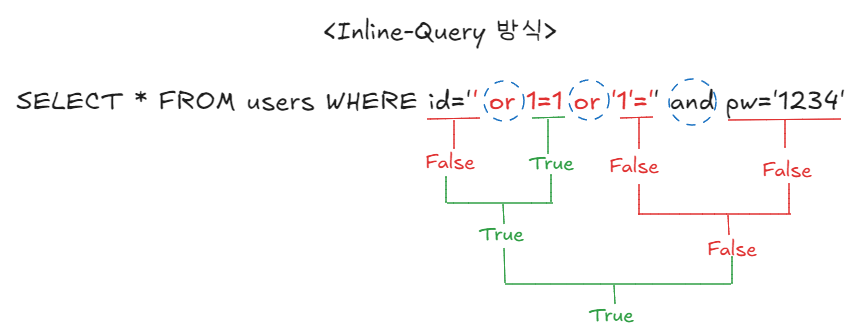 <Inline-Query 방식>
SELECT * FROM users WHERE id='' or 1=1 or '1'='' and pw='1234'
False True False False
True False
True